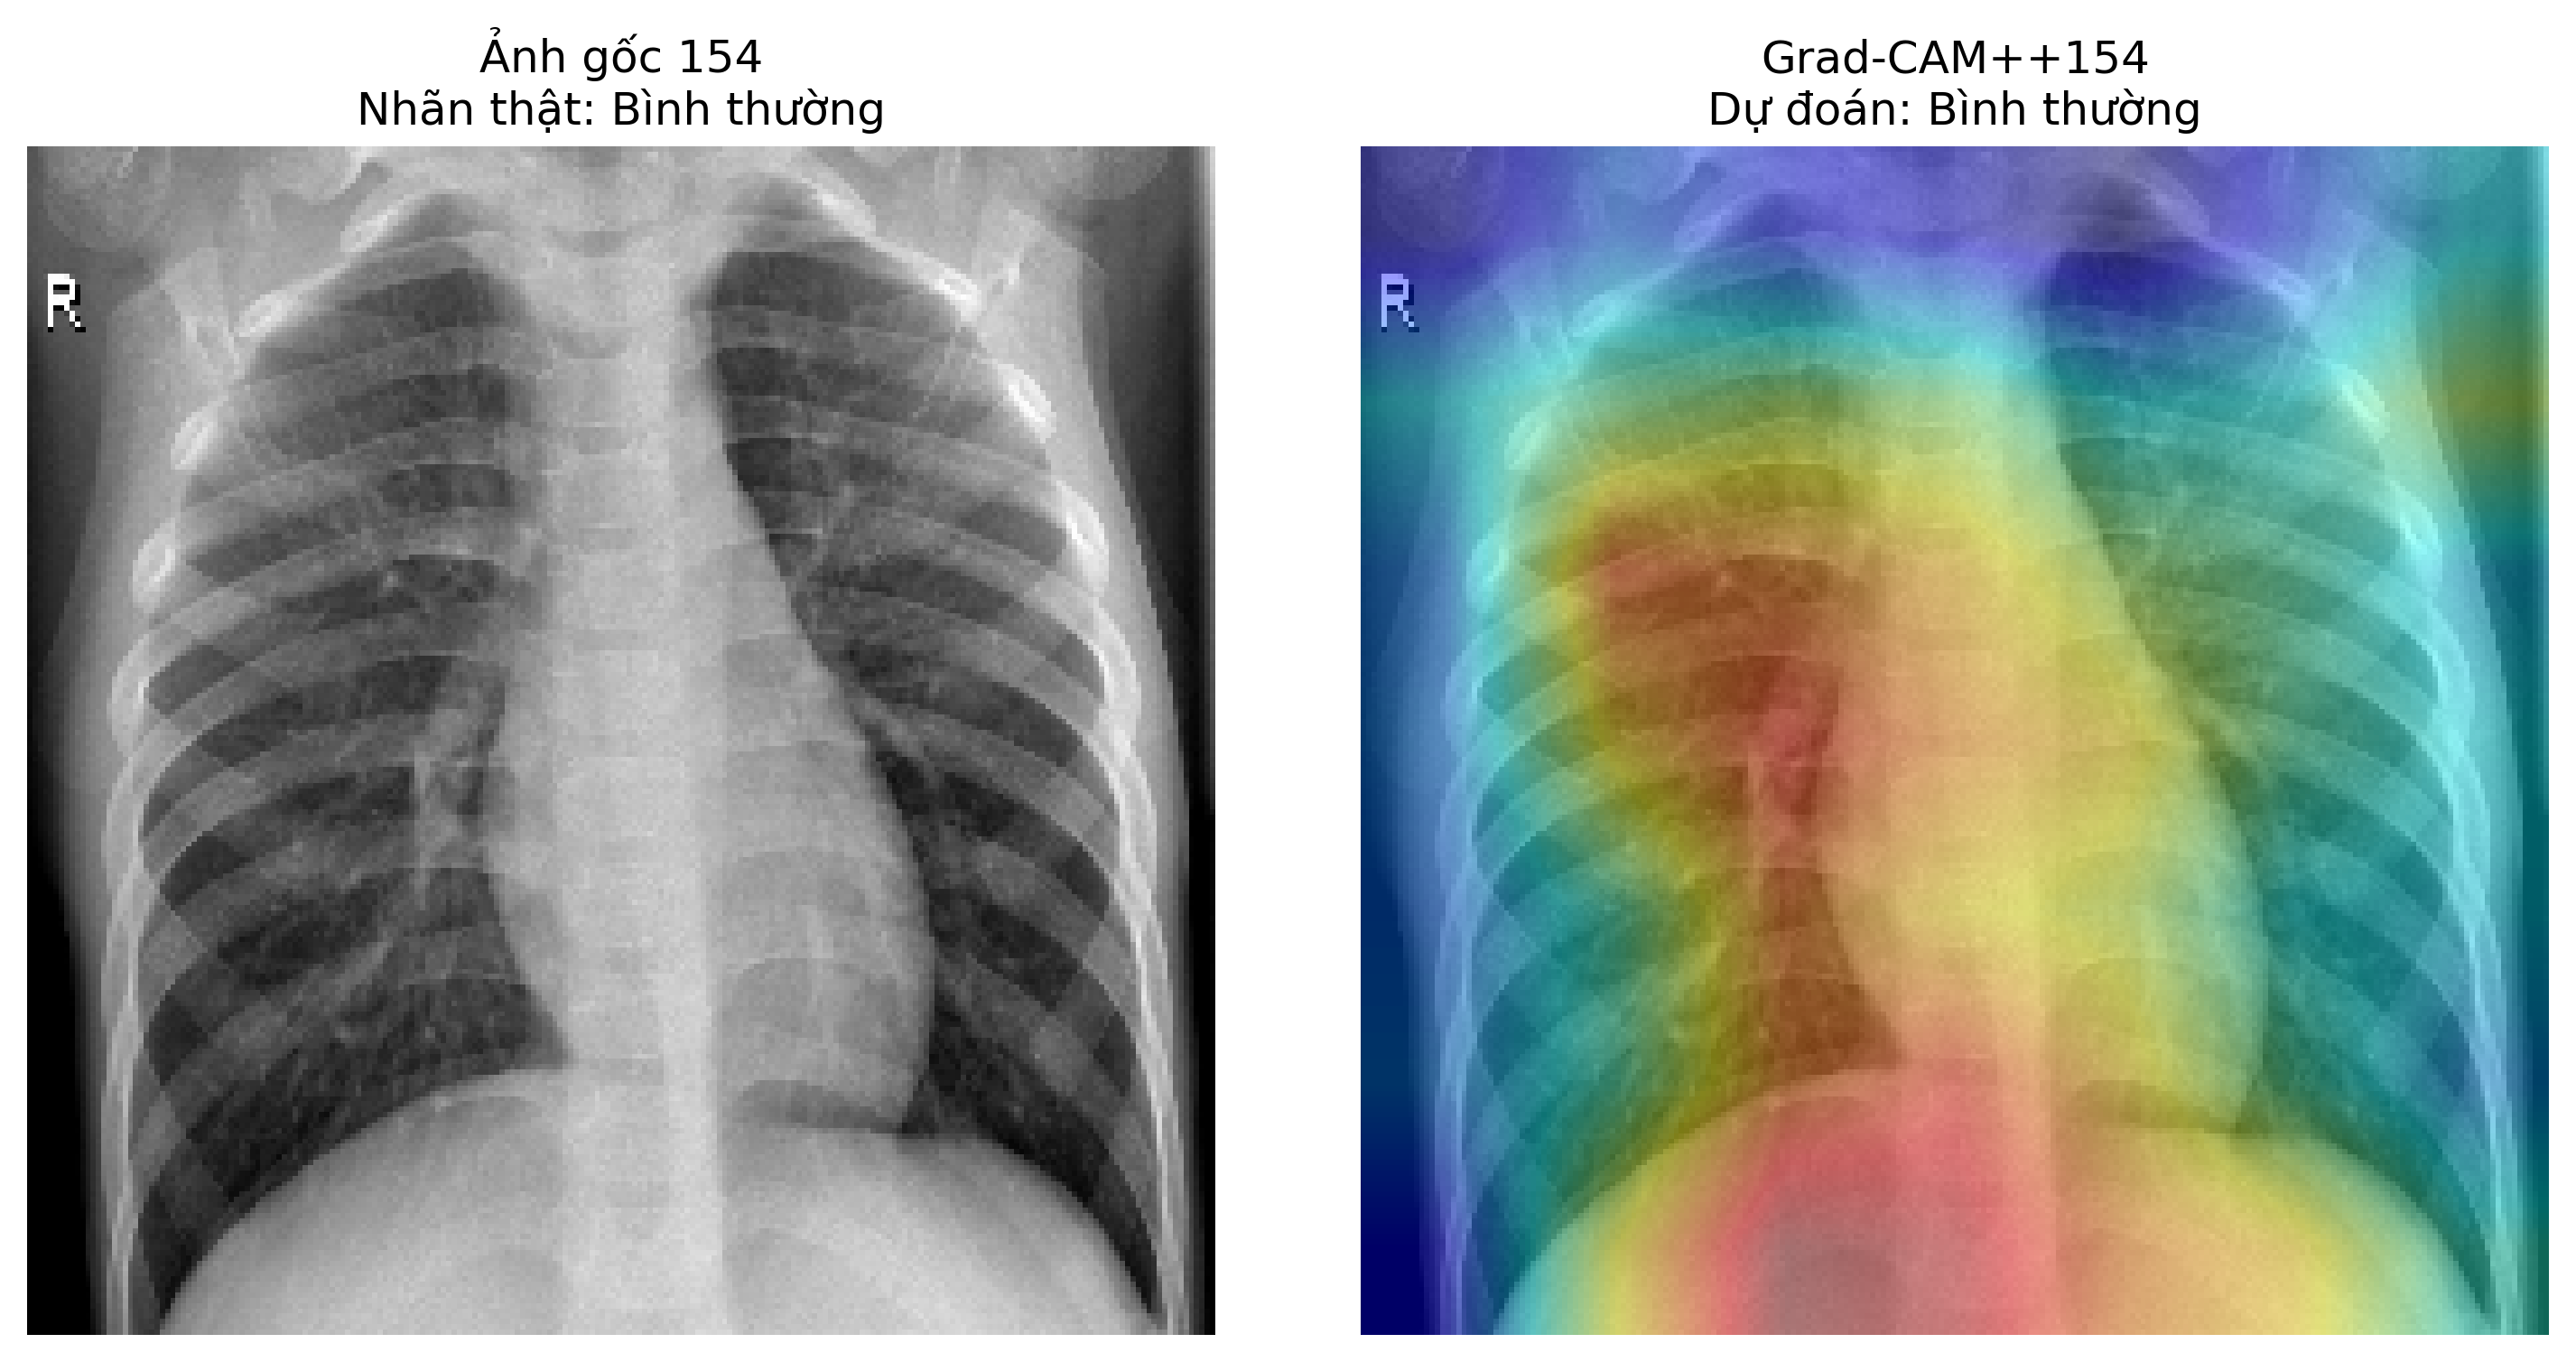 Ảnh gốc 154
Nhãn thật: Bình thường
Grad-CAM++154
Dự đoán: Bình thường
R
R